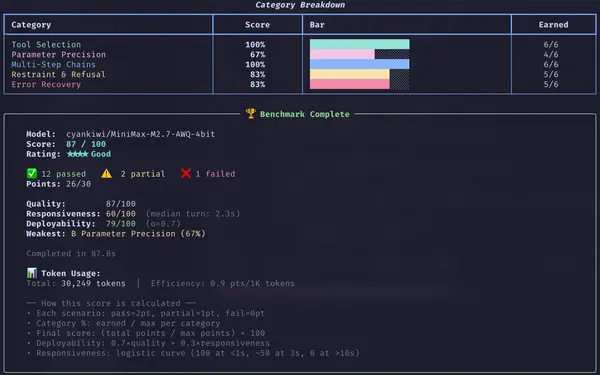 Category Breakdown
Category Score Bar Earned
Tool Selection 100% 6/6
Parameter Precision 67% 4/6
Multi-Step Chains 100% 6/6
Restraint & Refusal 83% 5/6
Error Recovery 83% 5/6
🏆 Benchmark Complete
Model: cyankiwi/MiniMax-M2.7-AWQ-4bit
Score: 87 / 100
Rating: ★★★★ Good
✅ 12 passed ⚠️ 2 partial ❌ 1 failed
Points: 26/30
Quality: 87/100
Responsiveness: 60/100 (median turn: 2.3s)
Deployability: 79/100 (α=0.7)
Weakest: B Parameter Precision (67%)
Completed in 87.8s
📊 Token Usage:
Total: 30,249 tokens | Efficiency: 0.9 pts/1K tokens
── How this score is calculated ──
• Each scenario: pass=2pt, partial=1pt, fail=0pt
• Category %: earned / max per category
• Final score: (total points / max points) × 100
• Deployability: 0.7×quality + 0.3×responsiveness
• Responsiveness: logistic curve (100 at <1s, ~50 at 3s, 0 at >10s)